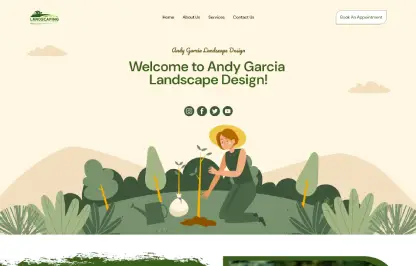 LANDSCAPING
Home
About Us
Services
Contact Us
Book An Appointment
Andy Garcia Landscape Design
Welcome to Andy Garcia
Landscape Design!